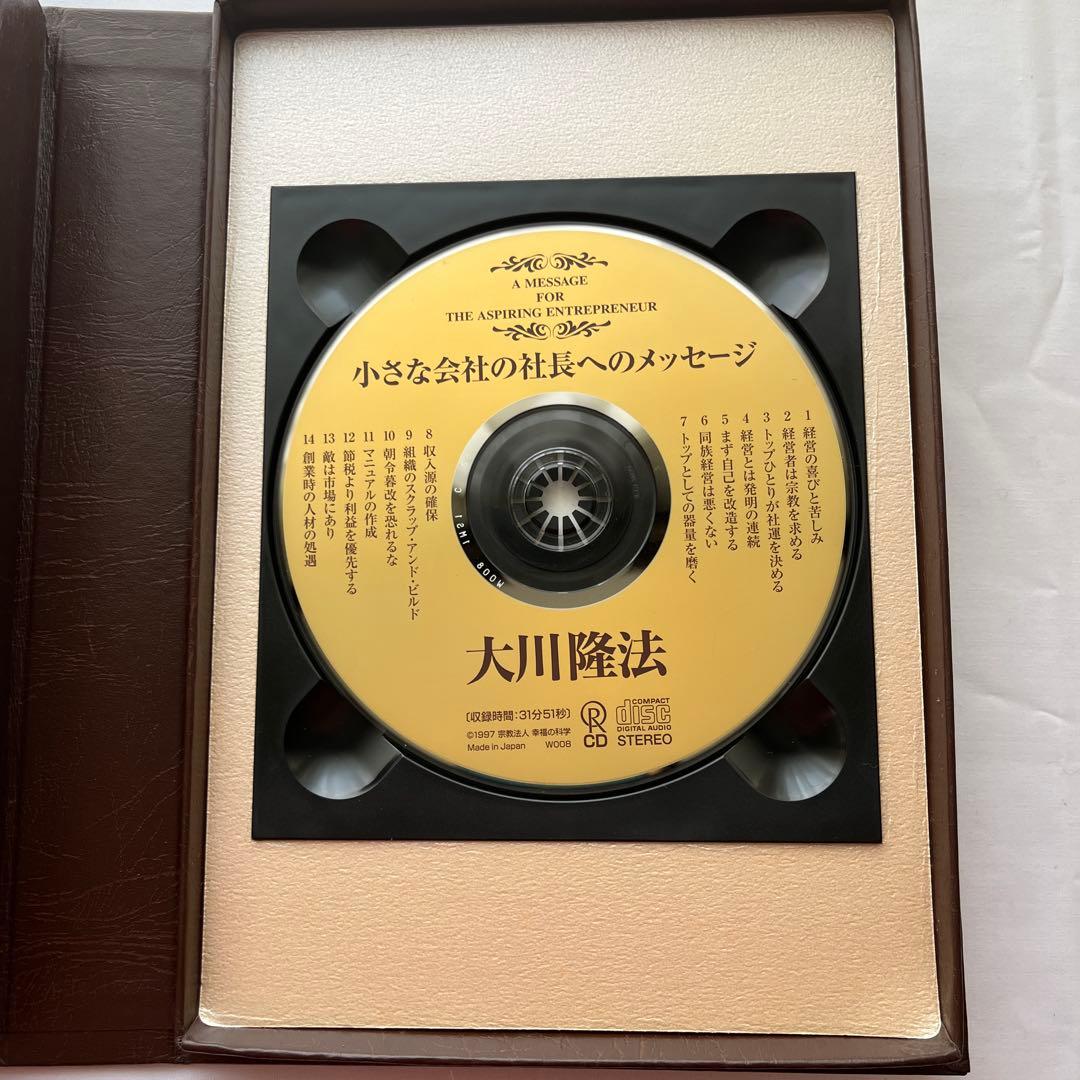 A MESSAGE
FOR
THE ASPIRING ENTREPRENEUR
小さな会社の社長へのメッセージ
1 経営の喜びと苦しみ
2 経営者は宗教を求める
3 トップひとりが社運を決める
4 経営とは発明の連続
5 まず自己を改造する
6 同族経営は悪くない
7 トップとしての器量を磨く
8 収入源の確保
9 組織のスクラップ・アンド・ビルド
10 朝令暮改を恐れるな
11 マニュアルの作成
12 節税より利益を優先する
13 敵は市場にあり
14 創業時の人材の処遇
W008
大川隆法
〔収録時間:31分51秒〕
©1997 宗教法人 幸福の科学
Made in Japan W008
R
CD
COMPACT
disc
DIGITAL AUDIO
STEREO